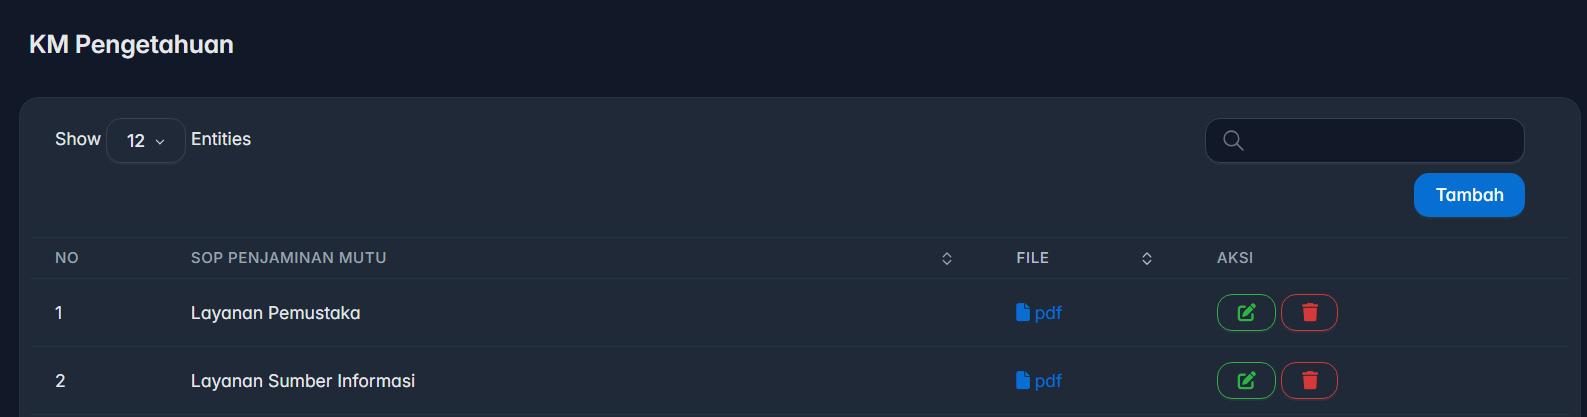 KM Pengetahuan
Show 12 Entities
Tambah
NO SOP PENJAMINAN MUTU FILE AKSI
1 Layanan Pemustaka pdf
2 Layanan Sumber Informasi pdf